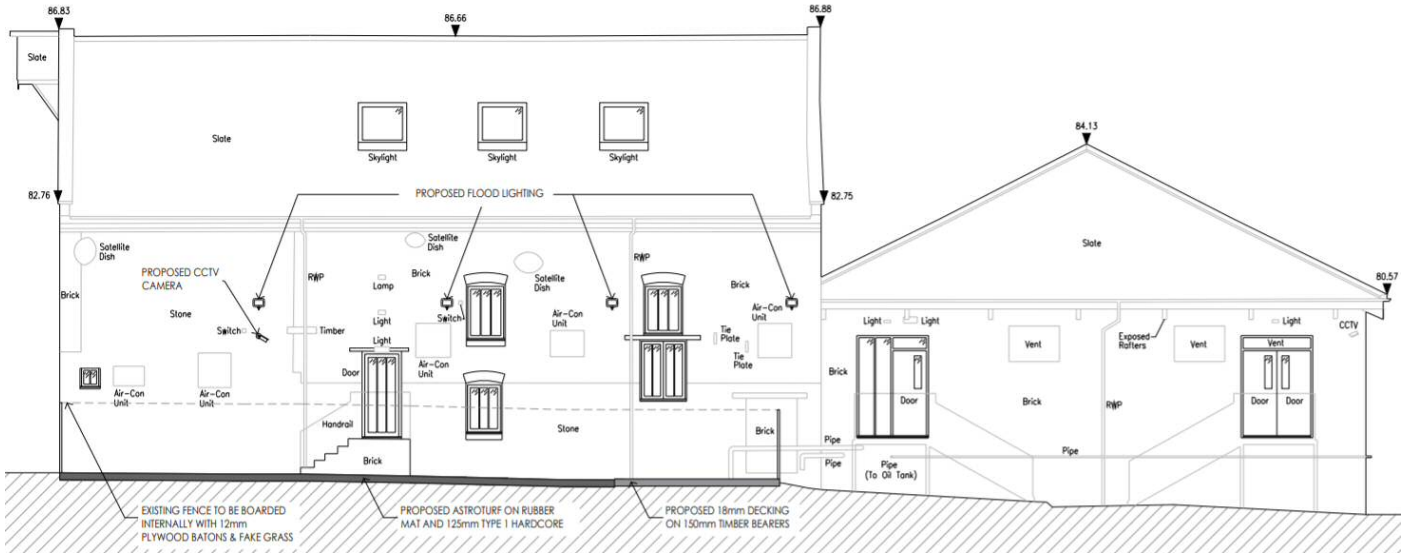 86.83
86.66
86.88
Slate
Slate
Skylight
Skylight
Skylight
84.13
82.76
PROPOSED FLOOD LIGHTING
82.75
Slate
80.57
Satellite
Dish
Satellite
Dish
PROPOSED CCTV
CAMERA
RWP
Brick
Lamp
Satellite
Dish
RWP
Brick
Brick
Stone
Switch
Timber
Light
Light
Switch
Air-Con
Unit
Air-Con
Unit
Tie
Plate
Tie
Plate
Light
Light
Exposed
Rafters
Light
CCTV
Vent
Vent
Vent
Door
Air-Con
Unit
Air-Con
Unit
Air-Con
Unit
Brick
Door
Brick
RWP
Door
Door
Handrail
Stone
Brick
Brick
Pipe
Pipe
Pipe
(To Oil Tank)
Pipe
EXISTING FENCE TO BE BOARDED
INTERNALLY WITH 12mm
PLYWOOD BATONS & FAKE GRASS
PROPOSED ASTROTURF ON RUBBER
MAT AND 125mm TYPE 1 HARDCORE
PROPOSED 18mm DECKING
ON 150mm TIMBER BEARERS